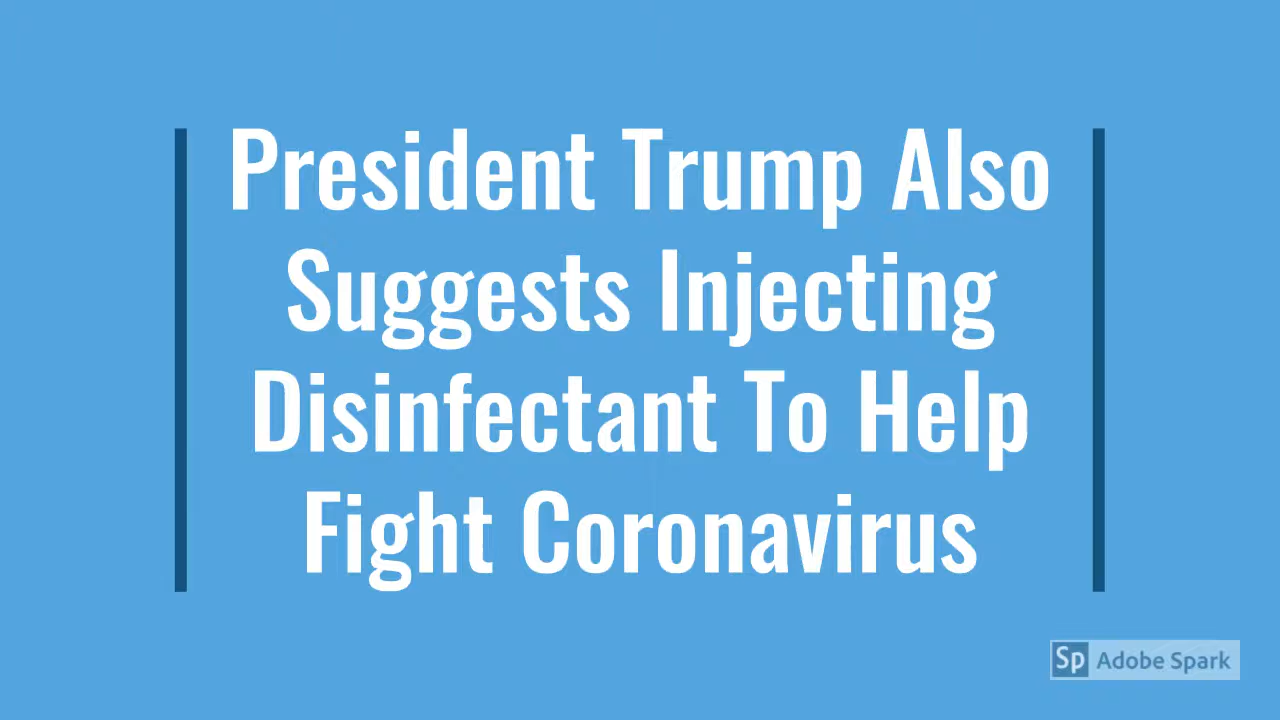 President Trump Also
Suggests Injecting
Disinfectant To Help
Fight Coronavirus
Sp Adobe Spark